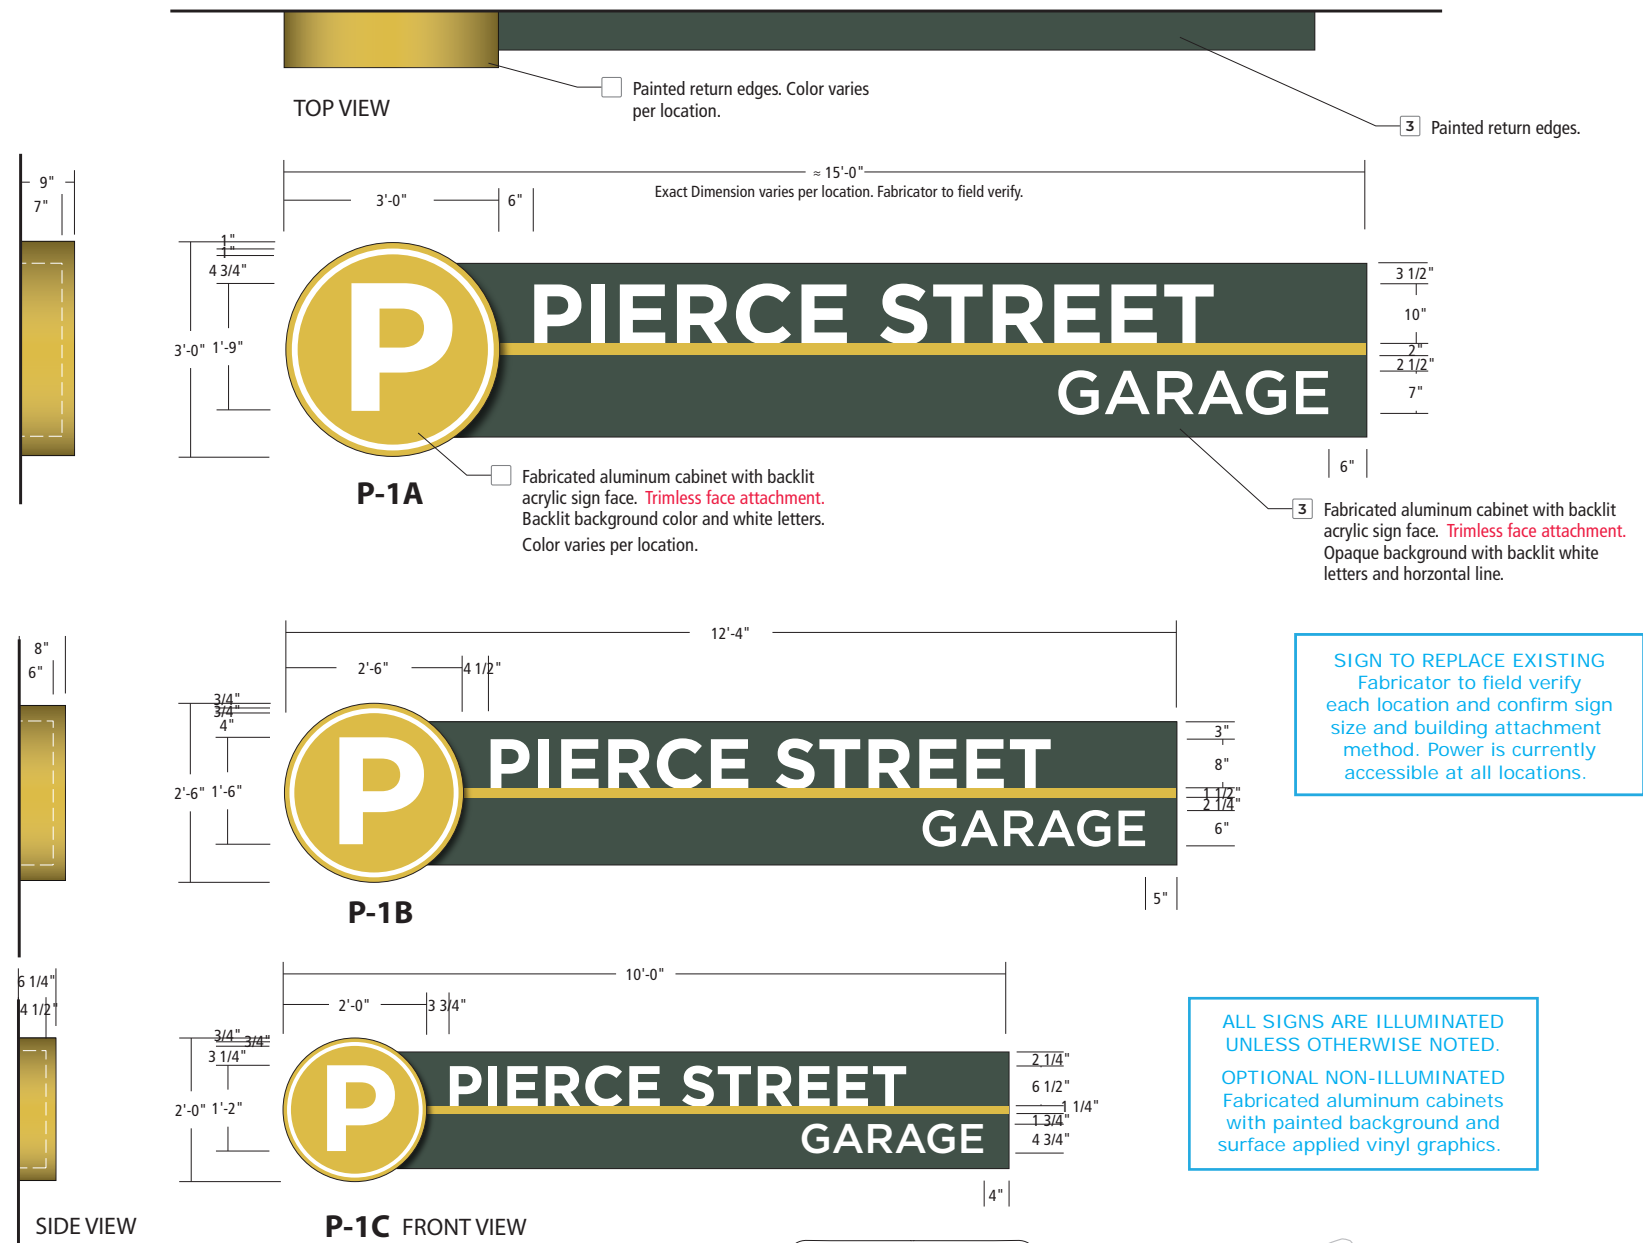 TOP VIEW
Painted return edges. Color varies
per location.
3 Painted return edges.
9"
7"
≈ 15'-0"
Exact Dimension varies per location. Fabricator to field verify.
3'-0"
6"
1"
1"
4 3/4"
3'-0"
1'-9"
P
PIERCE STREET
GARAGE
3 1/2"
10"
2"
2 1/2"
7"
6"
P-1A
Fabricated aluminum cabinet with backlit
acrylic sign face. Trimless face attachment.
Backlit background color and white letters.
Color varies per location.
3 Fabricated aluminum cabinet with backlit
acrylic sign face. Trimless face attachment.
Opaque background with backlit white
letters and horzontal line.
8"
6"
12'-4"
2'-6"
4 1/2"
3/4"
3/4"
4"
2'-6"
1'-6"
P
PIERCE STREET
GARAGE
3"
8"
1 1/2"
2 1/4"
6"
5"
P-1B
SIGN TO REPLACE EXISTING
Fabricator to field verify
each location and confirm sign
size and building attachment
method. Power is currently
accessible at all locations.
6 1/4"
4 1/2"
10'-0"
2'-0"
3 3/4"
3/4"
3/4"
3 1/4"
2'-0"
1'-2"
P
PIERCE STREET
GARAGE
2 1/4"
6 1/2"
1 1/4"
1 3/4"
4 3/4"
4"
ALL SIGNS ARE ILLUMINATED
UNLESS OTHERWISE NOTED.
OPTIONAL NON-ILLUMINATED
Fabricated aluminum cabinets
with painted background and
surface applied vinyl graphics.
SIDE VIEW
P-1C FRONT VIEW